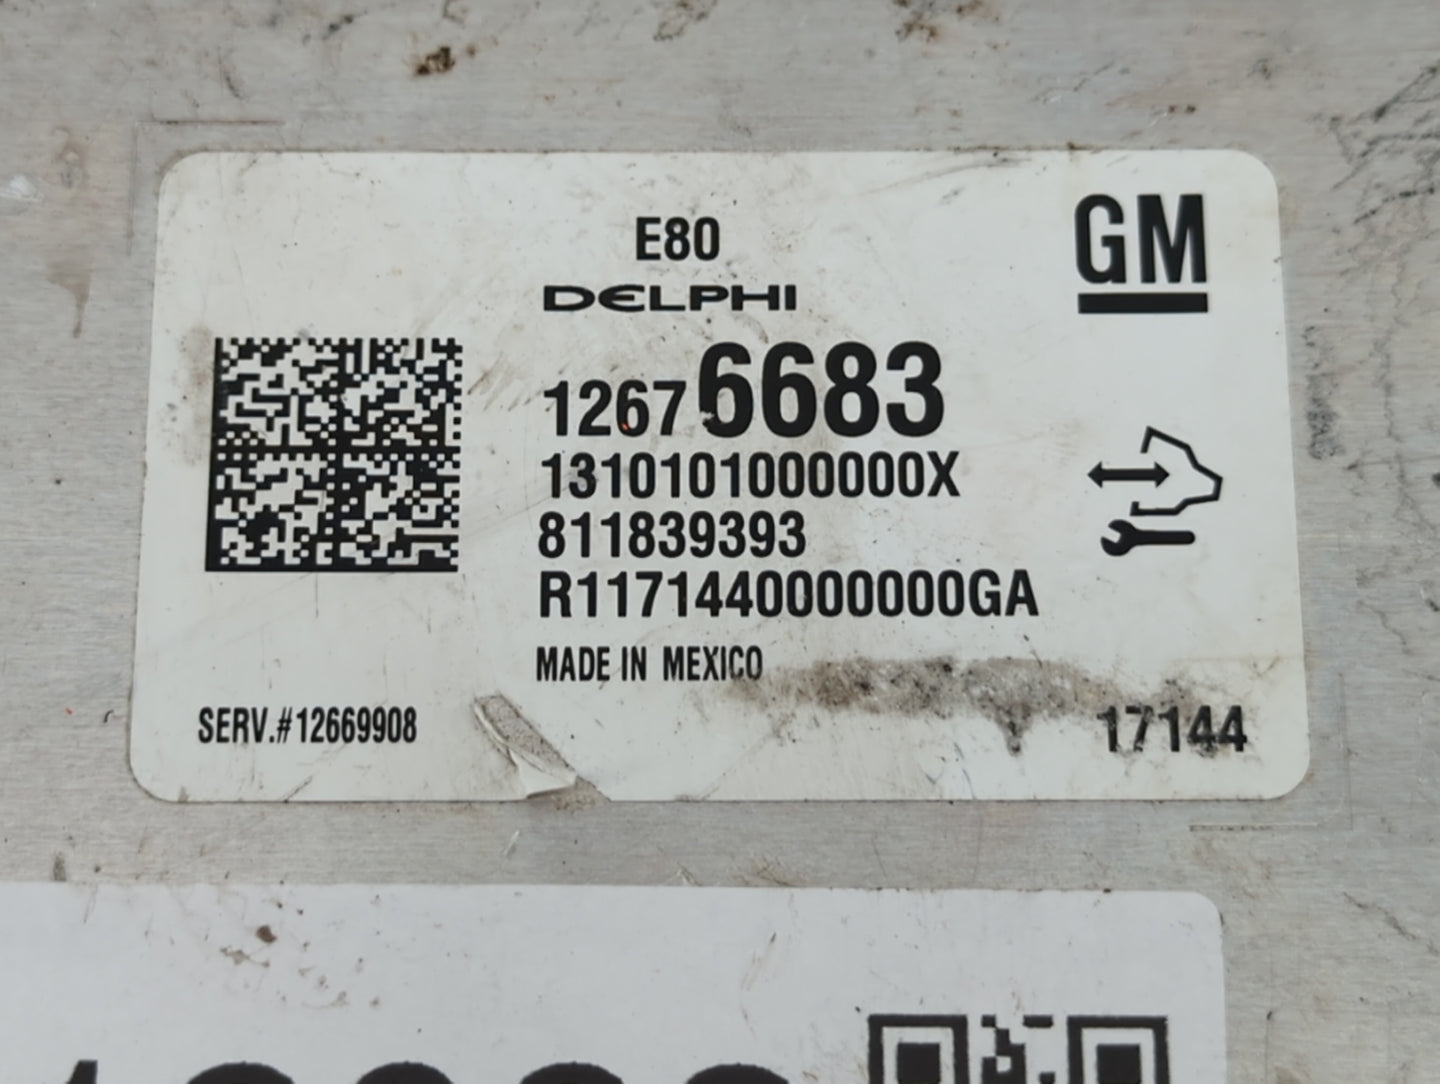 E80
GM
DELPHI
12676683
1310101000000X
811839393
R1171440000000GA
MADE IN MEXICO
SERV.#12669908
17144